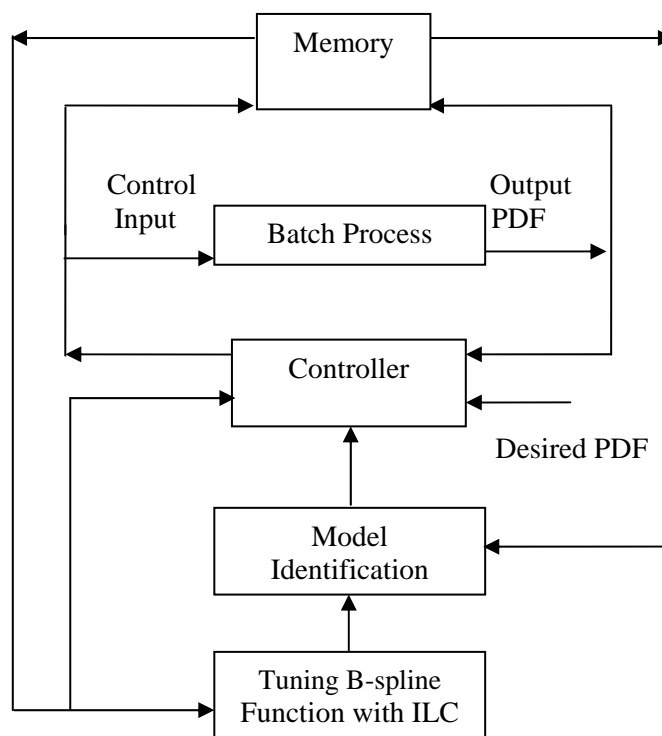 Memory
Control
Input
Output
PDF
Batch Process
Controller
Desired PDF
Model
Identification
Tuning B-spline
Function with ILC